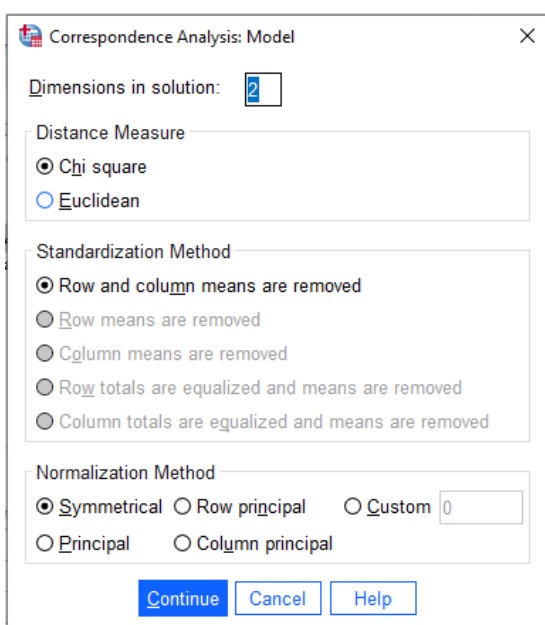 Correspondence Analysis: Model
Dimensions in solution: 2
Distance Measure
Chi square
Euclidean
Standardization Method
Row and column means are removed
Row means are removed
Column means are removed
Row totals are equalized and means are removed
Column totals are equalized and means are removed
Normalization Method
Symmetrical Row principal Custom 0
Principal Column principal
Continue Cancel Help